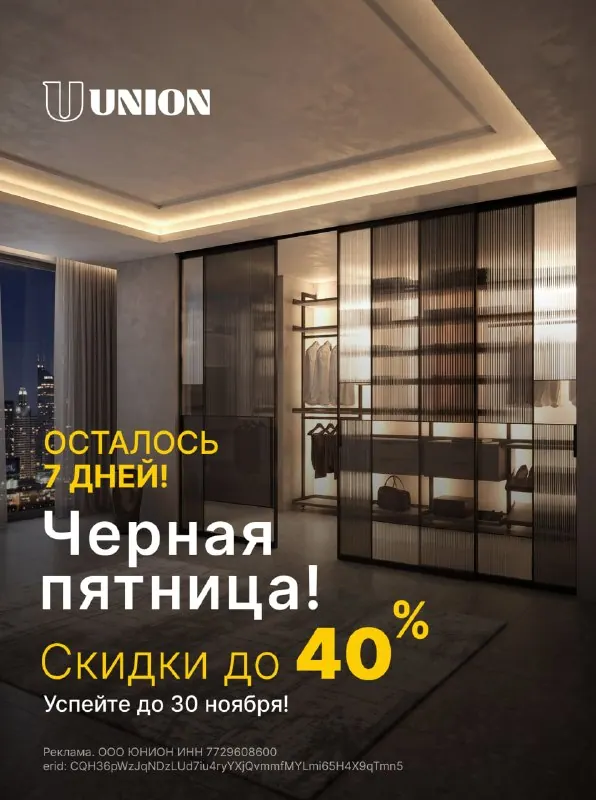 UNION
ОСТАЛОСЬ
7 ДНЕЙ!
Черная
пятница!
Скидки до 40%
Успейте до 30 ноября!
Реклама. ООО ЮНИОН ИНН 7729608600
erid: CQH36pWzJqNDzLUd7iu4ryYXjQvmmfMYLmi65H4X9qTmn5